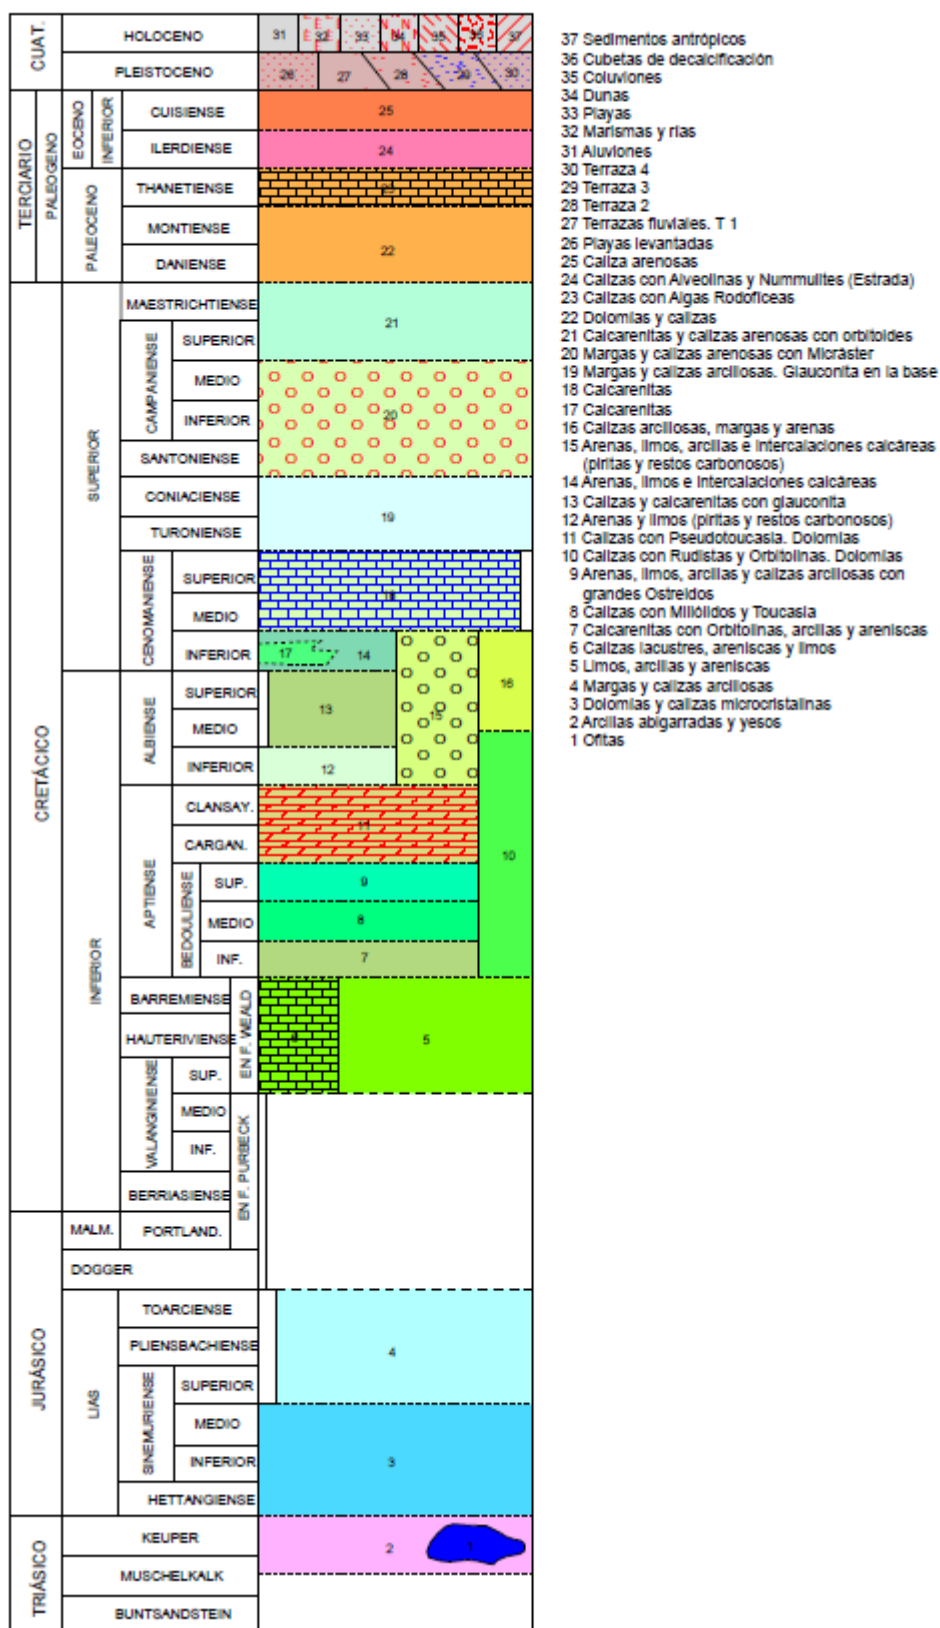 CUAT.
HOLOCENO
31 32 33 34 35 36 37
PLEISTOCENO
26 27 28 29 30
TERCIARIO
PALEOGENO
EOCENO
INFERIOR
CUISIENSE
25
ILERDIENSE
24
PALEOCENO
THANETIENSE
23
MONTIENSE
22
DANIENSE
CRETÁCICO
SUPERIOR
MAESTRICHTIENSE
21
CAMPANIENSE
SUPERIOR
MEDIO
20
INFERIOR
SANTONIENSE
CONIACIENSE
19
TURONIENSE
CENOMANIENSE
SUPERIOR
18
MEDIO
INFERIOR
17 14
15
16
INFERIOR
ALBIENSE
SUPERIOR
13
MEDIO
INFERIOR
12
APTIENSE
CLANSAY.
11
CARGAN.
10
BEDOULIENSE
SUP.
9
MEDIO
8
INF.
7
BARREMIENSE
EN F. WEALD
HAUTERIVIENSE
5
VALANGINIENSE
SUP.
MEDIO
EN F. PURBECK
INF.
BERRIASIENSE
JURÁSICO
MALM.
PORTLAND.
DOGGER
LIAS
TOARCIENSE
PLIENSBACHIENSE
4
SINEMURIENSE
SUPERIOR
MEDIO
INFERIOR
3
HETTANGIENSE
TRIÁSICO
KEUPER
2
1
MUSCHELKALK
BUNTSANDSTEIN
37 Sedimentos antrópicos
36 Cubetas de decalcificación
35 Coluviones
34 Dunas
33 Playas
32 Marismas y rías
31 Aluviones
30 Terraza 4
29 Terraza 3
28 Terraza 2
27 Terrazas fluviales. T 1
26 Playas levantadas
25 Caliza arenosas
24 Calizas con Alveolinas y Nummulites (Estrada)
23 Calizas con Algas Rodofíceas
22 Dolomías y calizas
21 Calcarenitas y calizas arenosas con orbitoides
20 Margas y calizas arenosas con Micráster
19 Margas y calizas arcillosas. Glauconita en la base
18 Calcarenitas
17 Calcarenitas
16 Calizas arcillosas, margas y arenas
15 Arenas, limos, arcillas e intercalaciones calcáreas
(piritas y restos carbonosos)
14 Arenas, limos e intercalaciones calcáreas
13 Calizas y calcarenitas con glauconita
12 Arenas y limos (piritas y restos carbonosos)
11 Calizas con Pseudotoucasia. Dolomías
10 Calizas con Rudistas y Orbitolinas. Dolomías
9 Arenas, limos, arcillas y calizas arcillosas con
grandes Ostreidos
8 Calizas con Miliólidos y Toucasia
7 Calcarenitas con Orbitolinas, arcillas y areniscas
6 Calizas lacustres, areniscas y limos
5 Limos, arcillas y areniscas
4 Margas y calizas arcillosas
3 Dolomías y calizas microcristalinas
2 Arcillas abigarradas y yesos
1 Ofitas